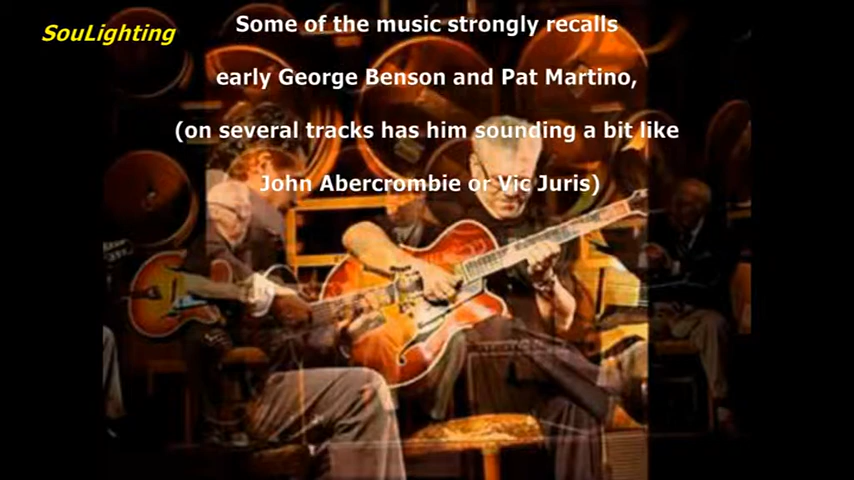 SouLighting
Some of the music strongly recalls
early George Benson and Pat Martino,
(on several tracks has him sounding a bit like
John Abercrombie or Vic Juris)